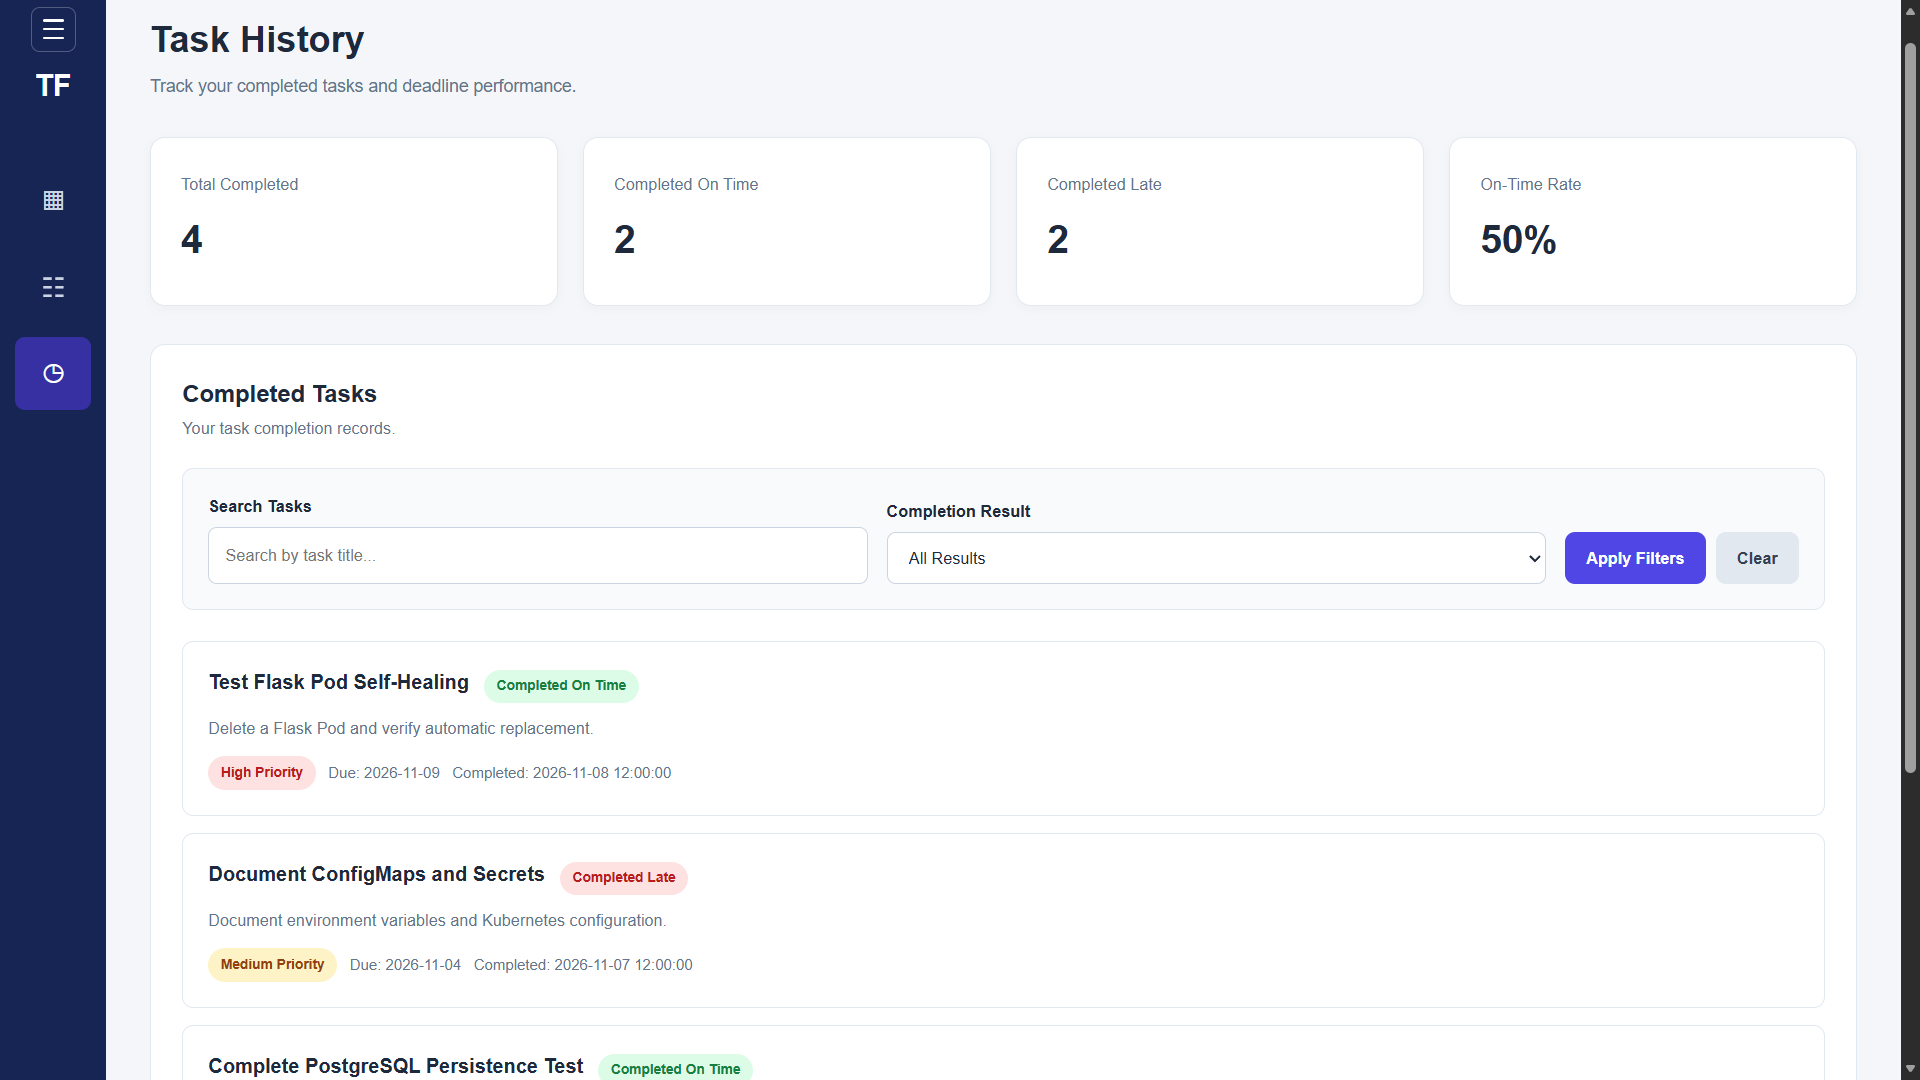 TF
Task History
Track your completed tasks and deadline performance.
Total Completed
4
Completed On Time
2
Completed Late
2
On-Time Rate
50%
Completed Tasks
Your task completion records.
Search Tasks
Search by task title...
Completion Result
All Results
Apply Filters
Clear
Test Flask Pod Self-Healing Completed On Time
Delete a Flask Pod and verify automatic replacement.
High Priority Due: 2026-11-09 Completed: 2026-11-08 12:00:00
Document ConfigMaps and Secrets Completed Late
Document environment variables and Kubernetes configuration.
Medium Priority Due: 2026-11-04 Completed: 2026-11-07 12:00:00
Complete PostgreSQL Persistence Test Completed On Time